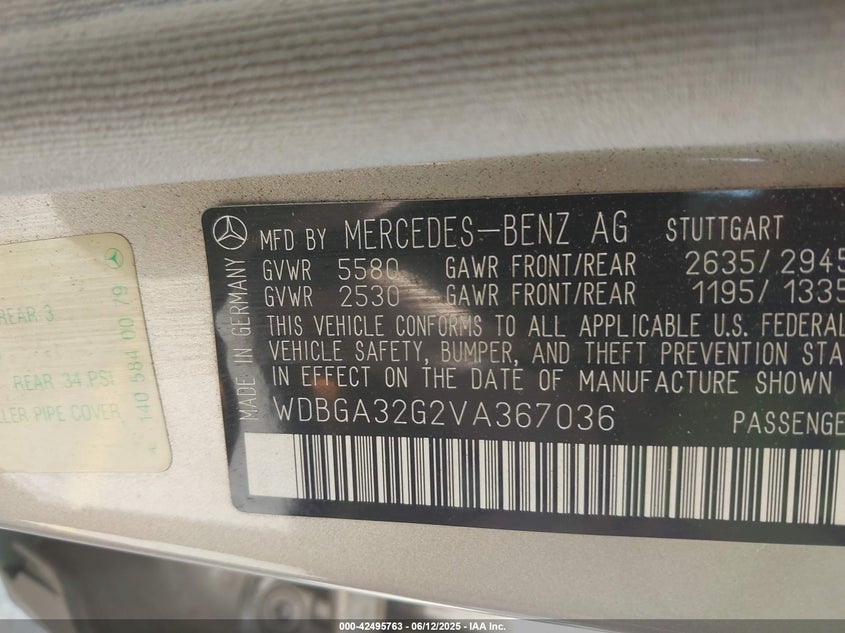 REAR 3
REAR 34 PSI
PIPE COVER
140 584 00 79
MADE IN GERMANY
MFD BY MERCEDES-BENZ AG STUTTGART
GVWR 5580 GAWR FRONT/REAR 2635/2945
GVWR 2530 GAWR FRONT/REAR 1195/1335
THIS VEHICLE CONFORMS TO ALL APPLICABLE U.S. FEDERAL
VEHICLE SAFETY, BUMPER, AND THEFT PREVENTION STA
IN EFFECT ON THE DATE OF MANUFACTURE SHOWN
WDBGA32G2VA367036 PASSENGE
000-42495763 - 06/12/2025 - IAA Inc.